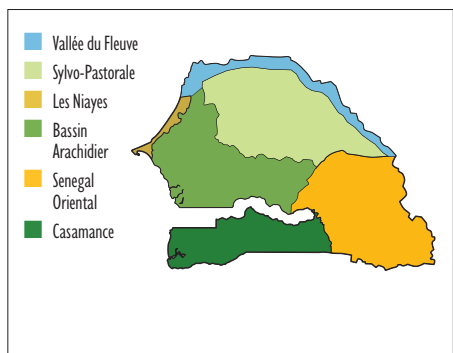 Vallée du Fleuve
Sylvo-Pastorale
Les Niayes
Bassin
Arachidier
Senegal
Oriental
Casamance